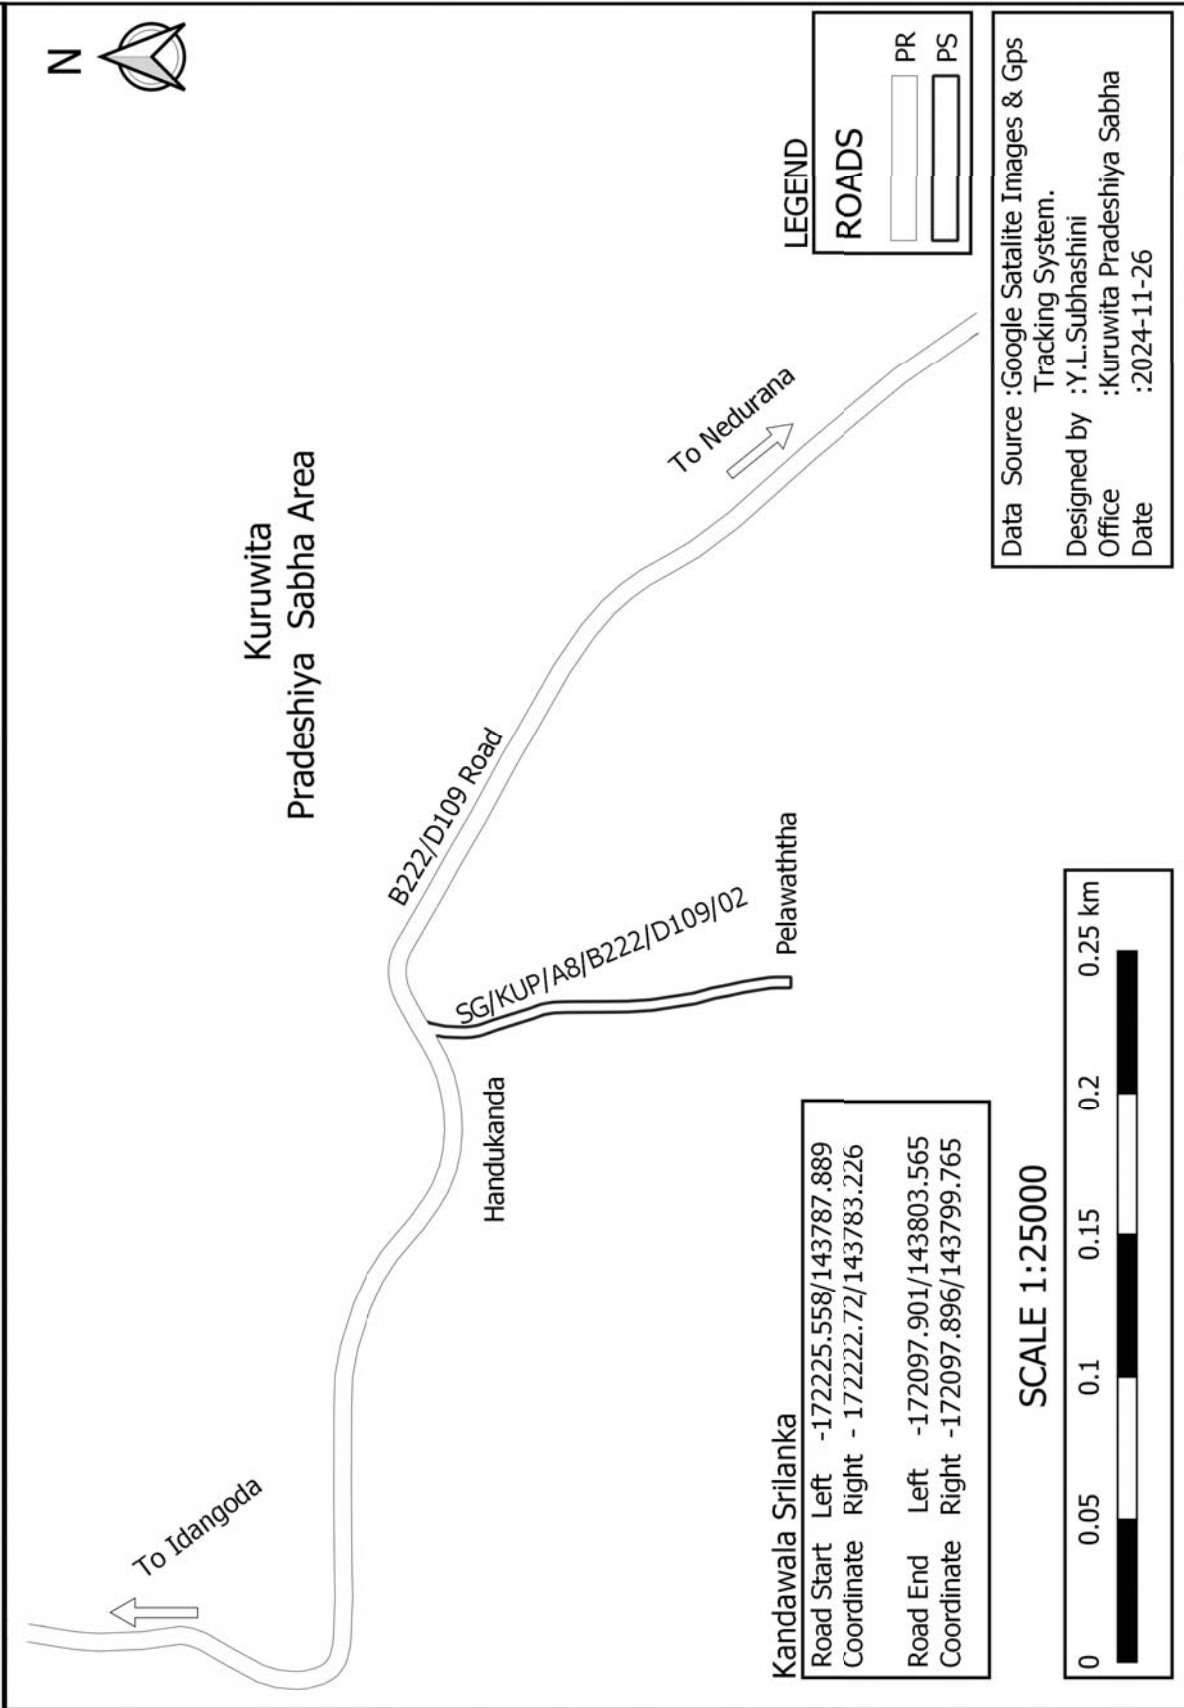 N
Kuruwita
Pradeshiya Sabha Area
To Idangoda
B222/D109 Road
To Nedurana
Handukanda
SG/KUP/A8/B222/D109/02
Pelawaththa
LEGEND
ROADS
PR
PS
Kandawala Srilanka
Road Start Left -172225.558/143787.889
Coordinate Right - 172222.72/143783.226
Road End Left -172097.901/143803.565
Coordinate Right -172097.896/143799.765
SCALE 1:25000
0 0.05 0.1 0.15 0.2 0.25 km
Data Source :Google Satalite Images & Gps
Tracking System.
Designed by :Y.L.Subhashini
Office :Kuruwita Pradeshiya Sabha
Date :2024-11-26